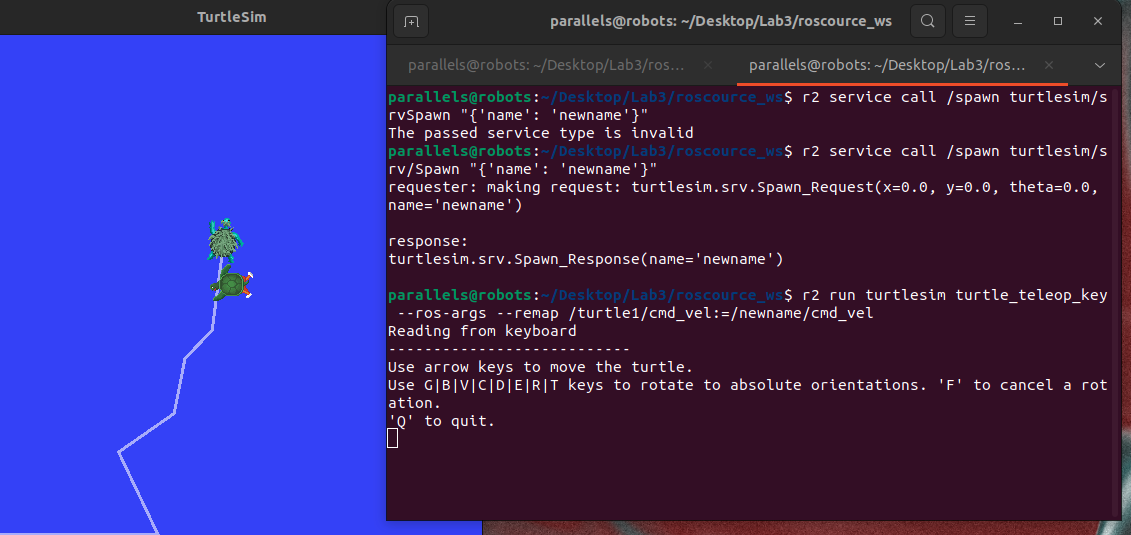 TurtleSim
parallels@robots: ~/Desktop/Lab3/roscource_ws
parallels@robots: ~/Desktop/Lab3/ros…
parallels@robots: ~/Desktop/Lab3/ros…
parallels@robots:~/Desktop/Lab3/roscource_ws$ r2 service call /spawn turtlesim/s
rvSpawn "{'name': 'newname'}"
The passed service type is invalid
parallels@robots:~/Desktop/Lab3/roscource_ws$ r2 service call /spawn turtlesim/s
rv/Spawn "{'name': 'newname'}"
requester: making request: turtlesim.srv.Spawn_Request(x=0.0, y=0.0, theta=0.0,
name='newname')
response:
turtlesim.srv.Spawn_Response(name='newname')
parallels@robots:~/Desktop/Lab3/roscource_ws$ r2 run turtlesim turtle_teleop_key
--ros-args --remap /turtle1/cmd_vel:=/newname/cmd_vel
Reading from keyboard
---------------------------
Use arrow keys to move the turtle.
Use G|B|V|C|D|E|R|T keys to rotate to absolute orientations. 'F' to cancel a rot
ation.
'Q' to quit.